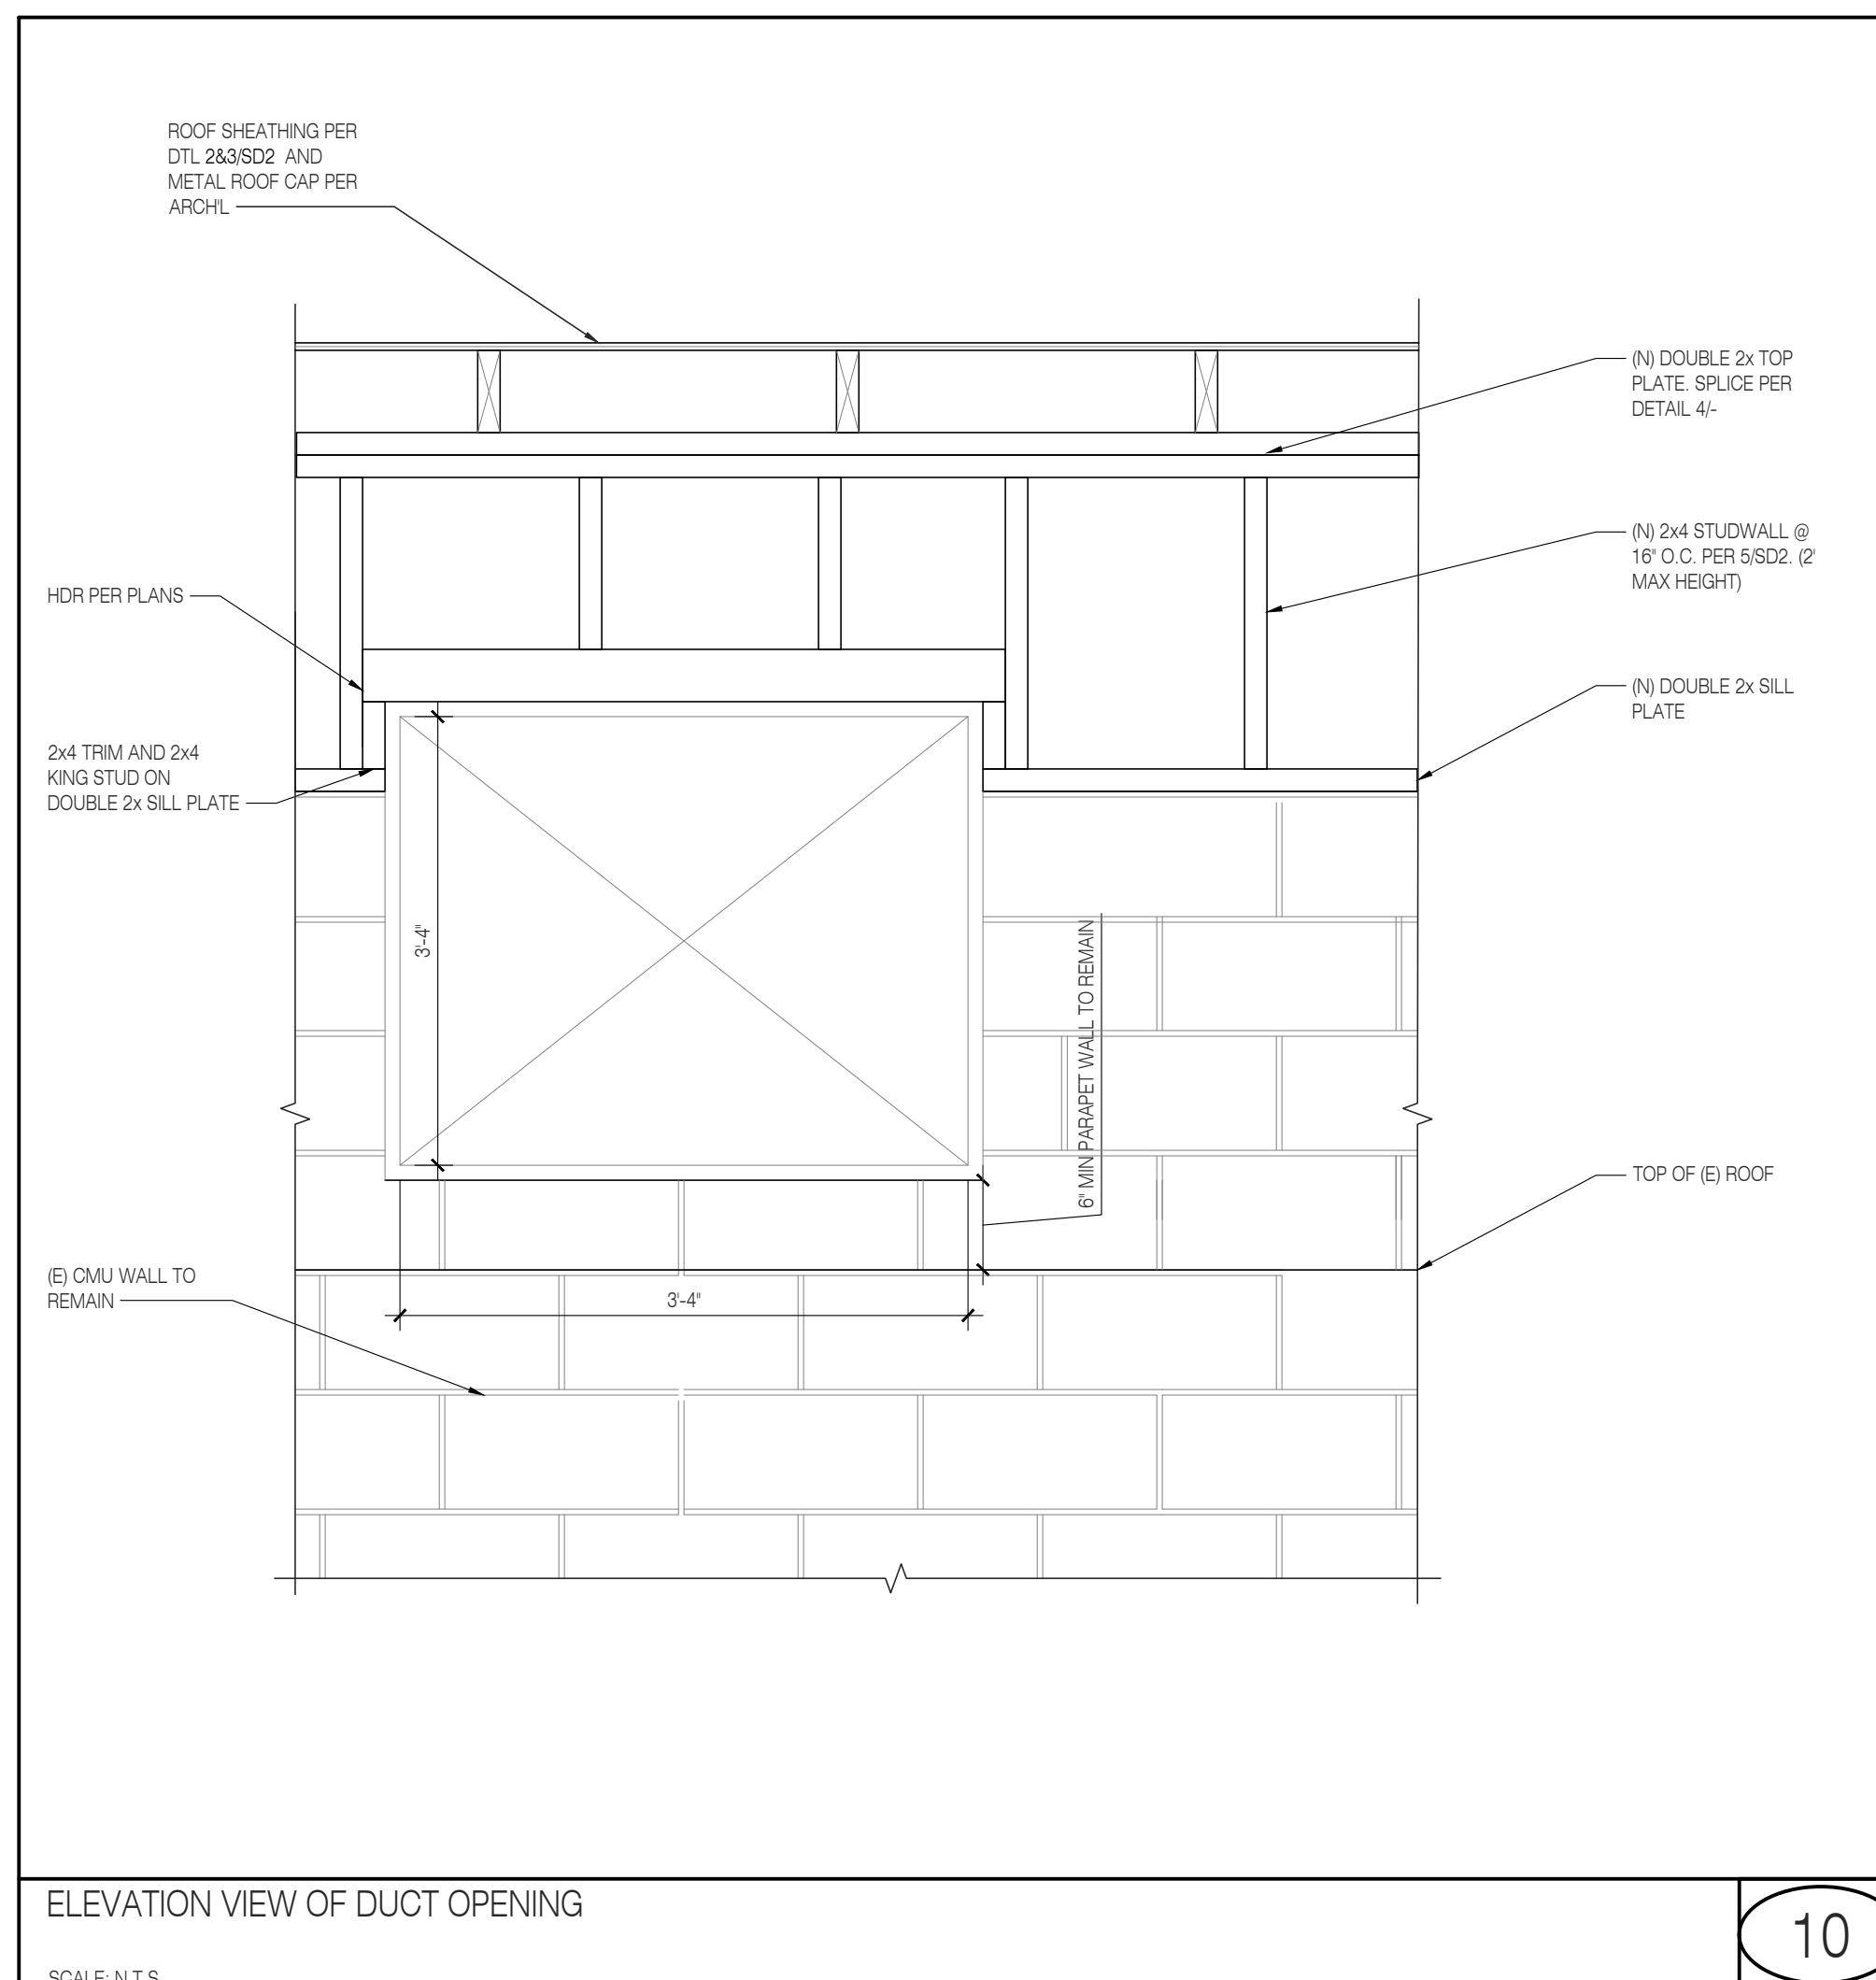 ROOF SHEATHING PER
DTL 2&3/SD2 AND
METAL ROOF CAP PER
ARCH'L
(N) DOUBLE 2x TOP
PLATE. SPLICE PER
DETAIL 4/-
(N) 2x4 STUDWALL @
16" O.C. PER 5/SD2. (2'
MAX HEIGHT)
HDR PER PLANS
(N) DOUBLE 2x SILL
PLATE
2x4 TRIM AND 2x4
KING STUD ON
DOUBLE 2x SILL PLATE
3'-4"
6" MIN PARAPET WALL TO REMAIN
TOP OF (E) ROOF
(E) CMU WALL TO
REMAIN
3'-4"
ELEVATION VIEW OF DUCT OPENING
10
SCALE: N.T.S.